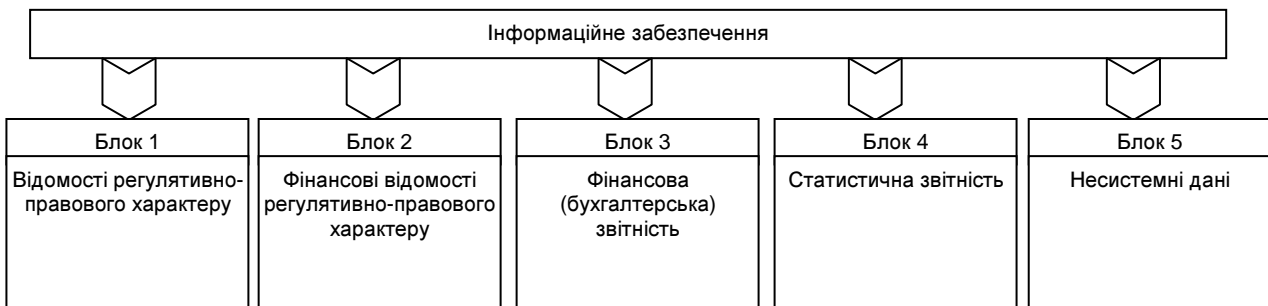 Інформаційне забезпечення
Блок 1
Відомості регулятивно-
правового характеру
Блок 2
Фінансові відомості
регулятивно-правового
характеру
Блок 3
Фінансова
(бухгалтерська)
звітність
Блок 4
Статистична звітність
Блок 5
Несистемні дані